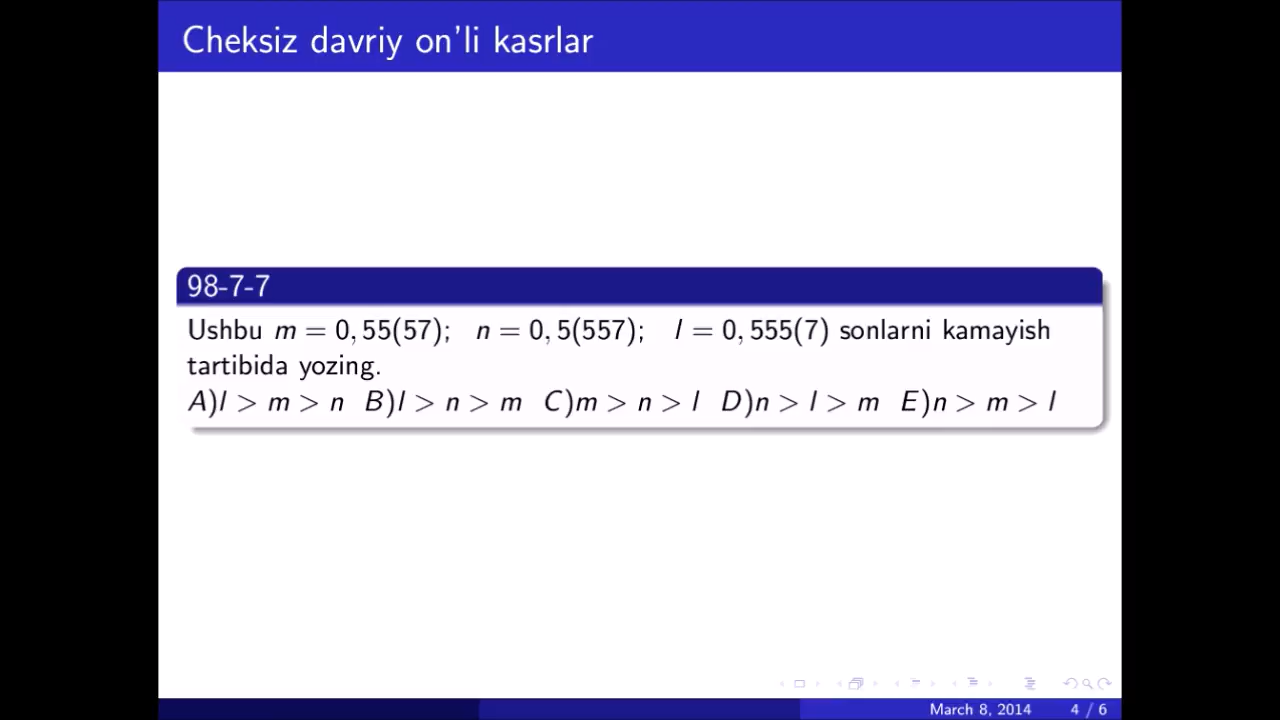 Cheksiz davriy on'li kasrlar
98-7-7
Ushbu m = 0, 55(57); n = 0, 5(557); l = 0, 555(7) sonlarni kamayish
tartibida yozing.
A)l > m > n B)l > n > m C)m > n > l D)n > l > m E)n > m > l
March 8, 2014 4 / 6